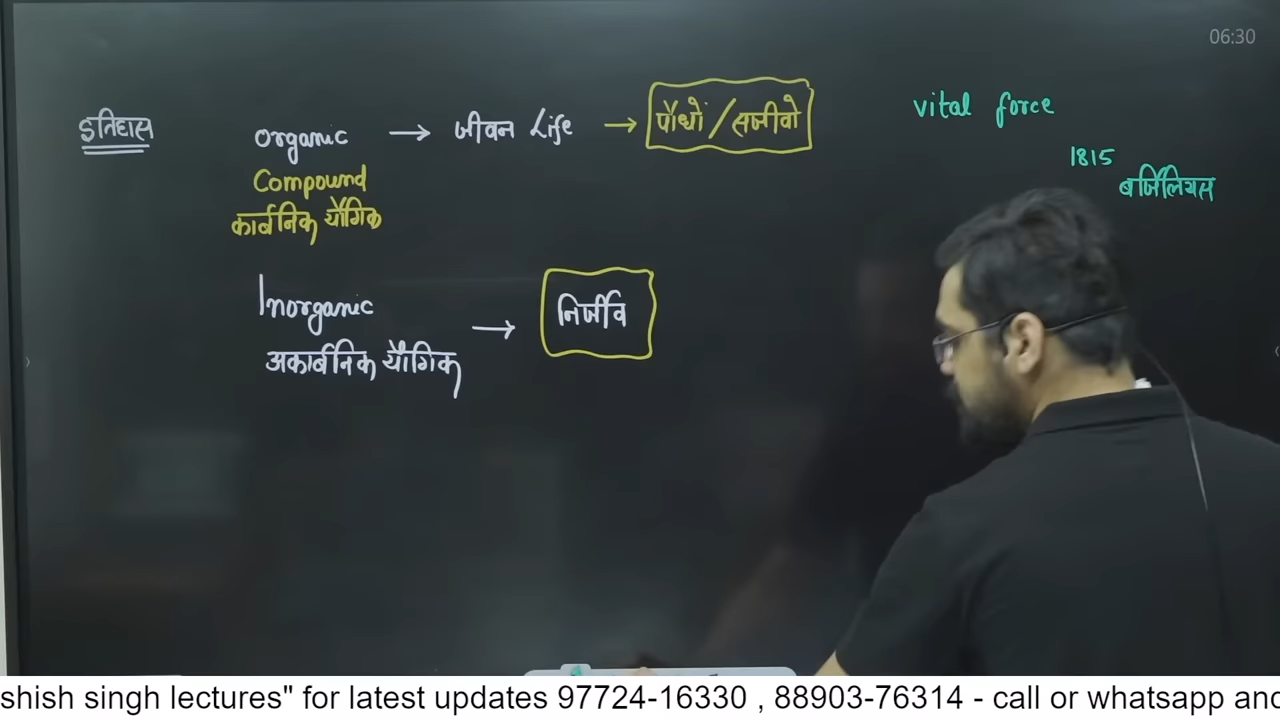 06:30
इतिहास
organic → जीवन Life → पौधों / सजीवो
Compound
कार्बनिक यौगिक
vital force
1815
बर्जिलियस
Inorganic → निर्जीव
अकार्बनिक यौगिक
shish singh lectures" for latest updates 97724-16330 , 88903-76314 - call or whatsapp and